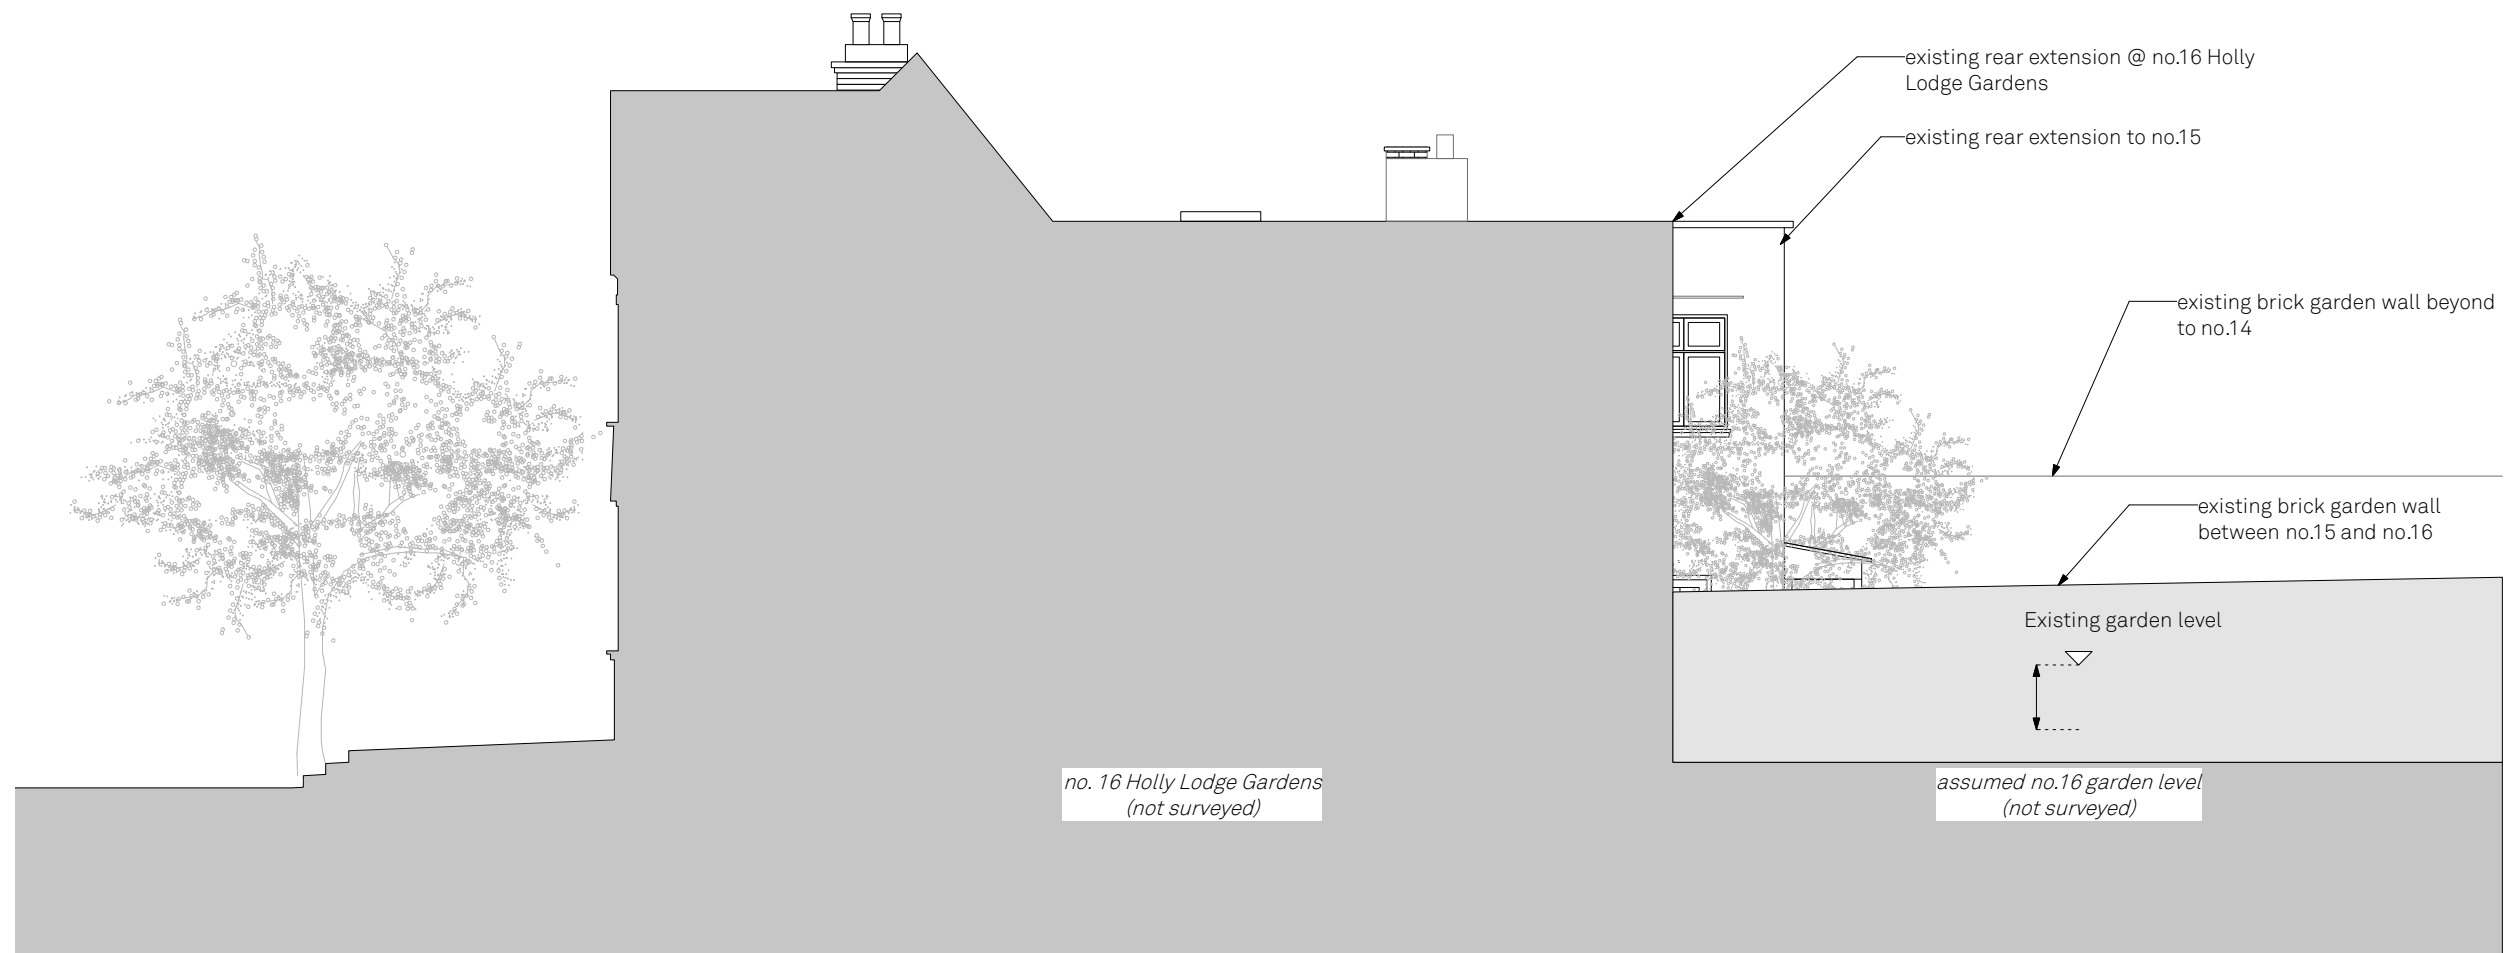 existing rear extension @ no.16 Holly
Lodge Gardens
existing rear extension to no.15
existing brick garden wall beyond
to no.14
existing brick garden wall
between no.15 and no.16
Existing garden level
no. 16 Holly Lodge Gardens
(not surveyed)
assumed no.16 garden level
(not surveyed)